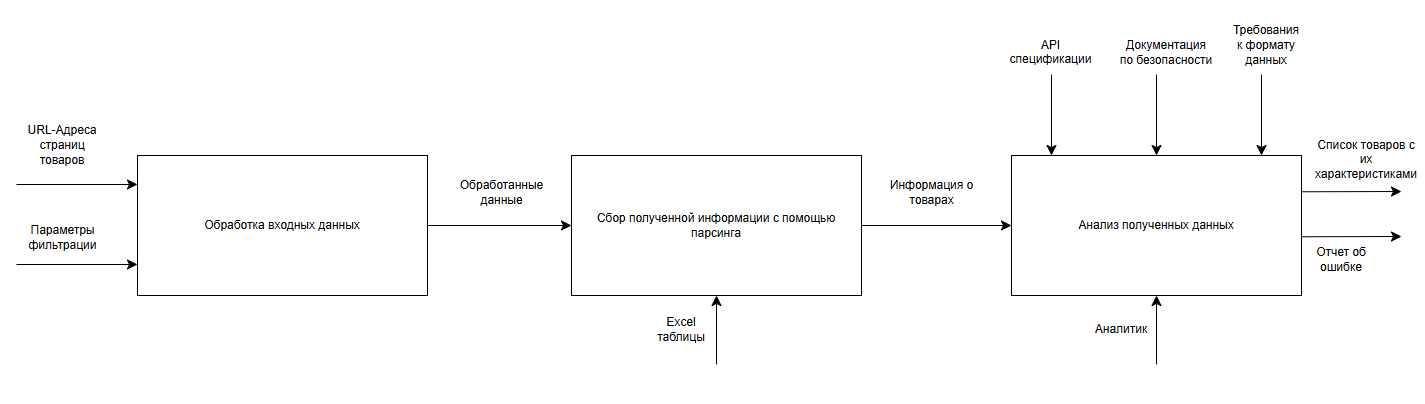 API
спецификации
Документация
по безопасности
Требования
к формату
данных
URL-Адреса
страниц
товаров
Параметры
фильтрации
Обработка входных данных
Обработанные
данные
Сбор полученной информации с помощью
парсинга
Информация о
товарах
Анализ полученных данных
Список товаров с
их
характеристиками
Отчет об
ошибке
Excel
таблицы
Аналитик